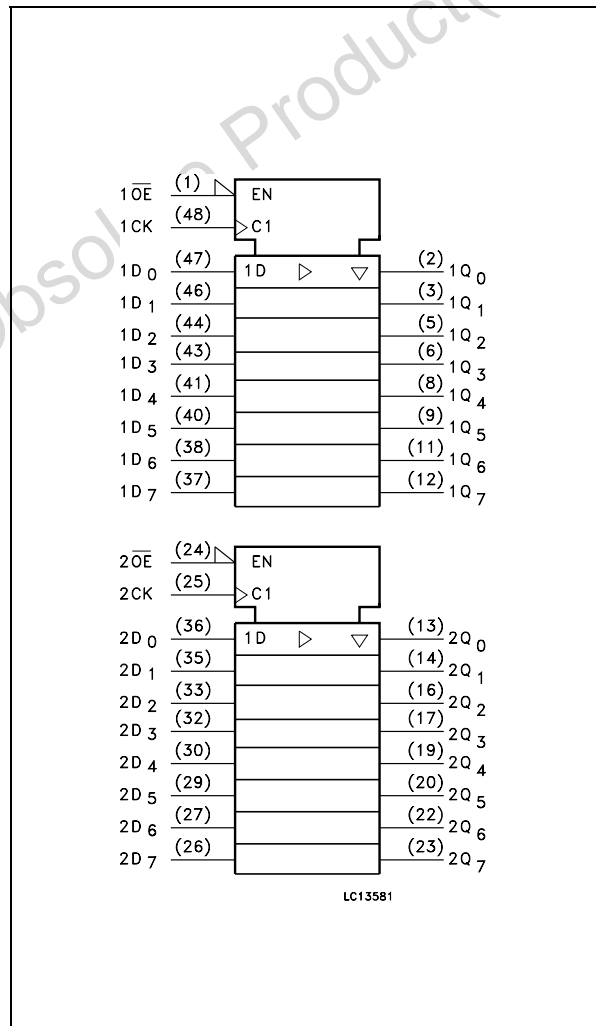 Obsolete Product(
1OE (1) EN
1CK (48) C1
1D0 (47) 1D (2) 1Q0
1D1 (46) (3) 1Q1
1D2 (44) (5) 1Q2
1D3 (43) (6) 1Q3
1D4 (41) (8) 1Q4
1D5 (40) (9) 1Q5
1D6 (38) (11) 1Q6
1D7 (37) (12) 1Q7
2OE (24) EN
2CK (25) C1
2D0 (36) 1D (13) 2Q0
2D1 (35) (14) 2Q1
2D2 (33) (16) 2Q2
2D3 (32) (17) 2Q3
2D4 (30) (19) 2Q4
2D5 (29) (20) 2Q5
2D6 (27) (22) 2Q6
2D7 (26) (23) 2Q7
LC13581